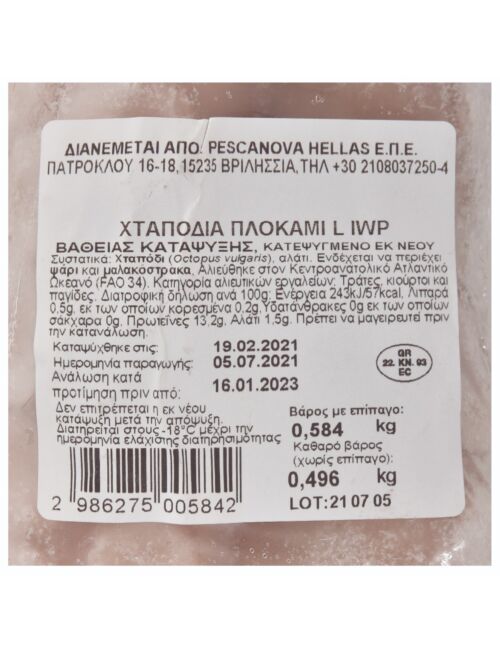 ΔΙΑΝΕΜΕΤΑΙ ΑΠΟ: PESCANOVA HELLAS Ε.Π.Ε.
ΠΑΤΡΟΚΛΟΥ 16-18,15235 ΒΡΙΛΗΣΣΙΑ,ΤΗΛ +30 2108037250-4
ΧΤΑΠΟΔΙΑ ΠΛΟΚΑΜΙ L IWP
ΒΑΘΕΙΑΣ ΚΑΤΑΨΥΞΗΣ, ΚΑΤΕΨΥΓΜΕΝΟ ΕΚ ΝΕΟΥ
Συστατικά: Χταπόδι (Octopus vulgaris), αλάτι. Ενδέχεται να περιέχει
ψάρι και μαλακόστρακα, Αλιεύθηκε στον Κεντροανατολικό Ατλαντικό
Ωκεανό (FAO 34). Κατηγορία αλιευτικών εργαλείων: Τράτες, κιούρτοι και
παγίδες. Διατροφική δήλωση ανά 100g: Ενέργεια 243kJ/57kcal, Λιπαρά
0,5g, εκ των οποίων κορεσμένα 0,2g,Υδατάνθρακες 0g εκ των οποίων
σάκχαρα 0g, Πρωτεΐνες 13,2g, Αλάτι 1,5g. Πρέπει να μαγειρευτεί πριν
την κατανάλωση.
Καταψύχθηκε στις: 19.02.2021
Ημερομηνία παραγωγής: 05.07.2021
Ανάλωση κατά
προτίμηση πριν από: 16.01.2023
GR
22. KN. 93
EC
Δεν επιτρέπεται η εκ νέου
κατάψυξη μετά την απόψυξη.
Διατηρείται στους -18°C μέχρι την
ημερομηνία ελάχιστης διατηρησιμότητας
Βάρος με επίπαγο:
0,584 kg
Καθαρό βάρος
(χωρίς επίπαγο):
0,496 kg
2 986275 005842
LOT:21 07 05